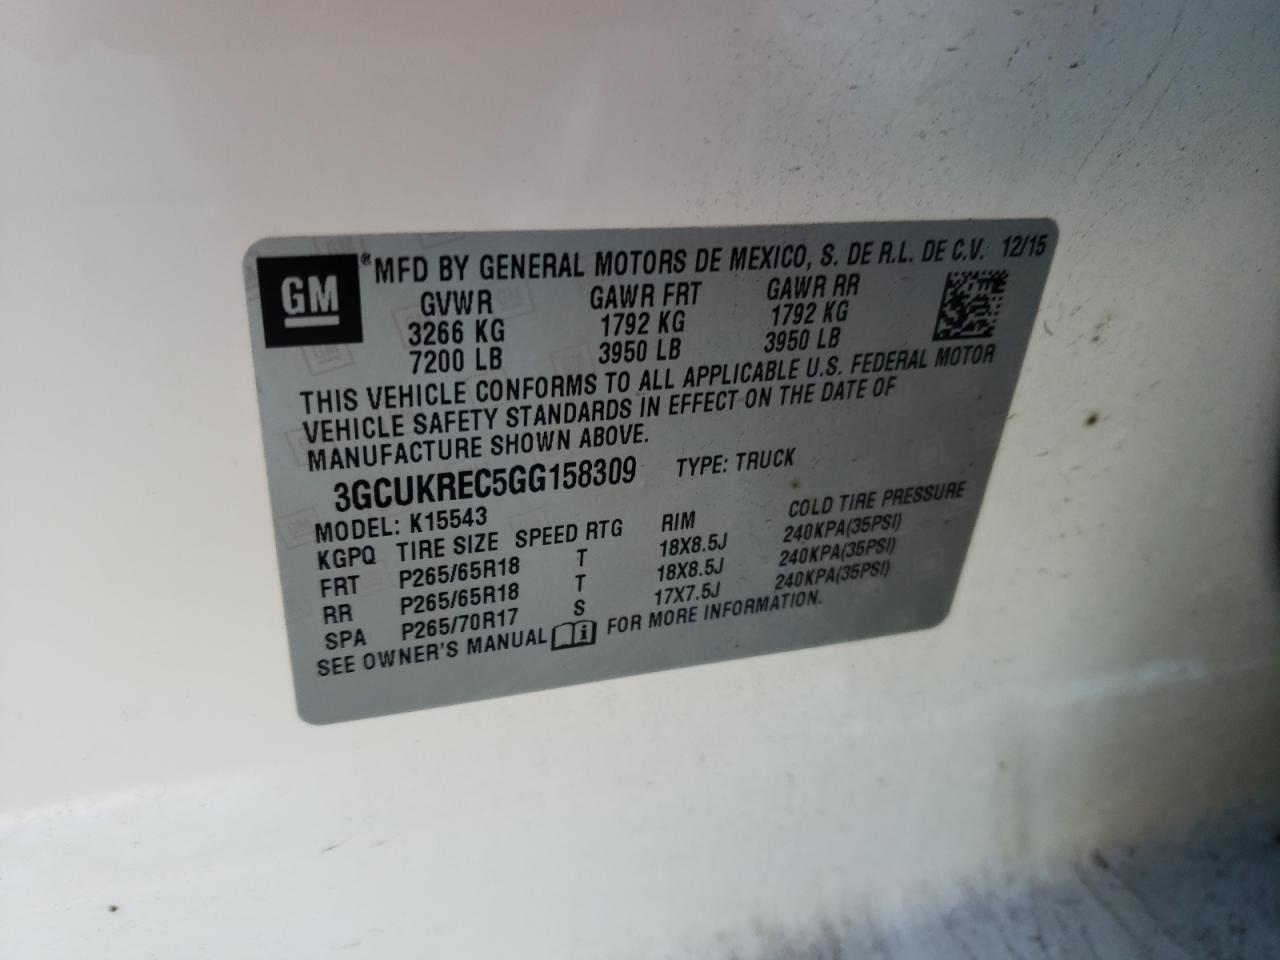 GM
® MFD BY GENERAL MOTORS DE MEXICO, S. DE R.L. DE C.V. 12/15
GVWR GAWR FRT GAWR RR
3266 KG 1792 KG 1792 KG
7200 LB 3950 LB 3950 LB
THIS VEHICLE CONFORMS TO ALL APPLICABLE U.S. FEDERAL MOTOR
VEHICLE SAFETY STANDARDS IN EFFECT ON THE DATE OF
MANUFACTURE SHOWN ABOVE.
3GCUKREC5GG158309 TYPE: TRUCK
MODEL: K15543
KGPQ TIRE SIZE SPEED RTG RIM COLD TIRE PRESSURE
FRT P265/65R18 T 18X8.5J 240KPA(35PSI)
RR P265/65R18 T 18X8.5J 240KPA(35PSI)
SPA P265/70R17 S 17X7.5J 240KPA(35PSI)
SEE OWNER'S MANUAL FOR MORE INFORMATION.